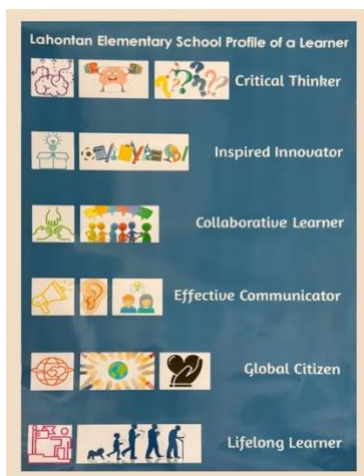 Lahontan Elementary School Profile of a Learner
Critical Thinker
Inspired Innovator
Collaborative Learner
Effective Communicator
Global Citizen
Lifelong Learner